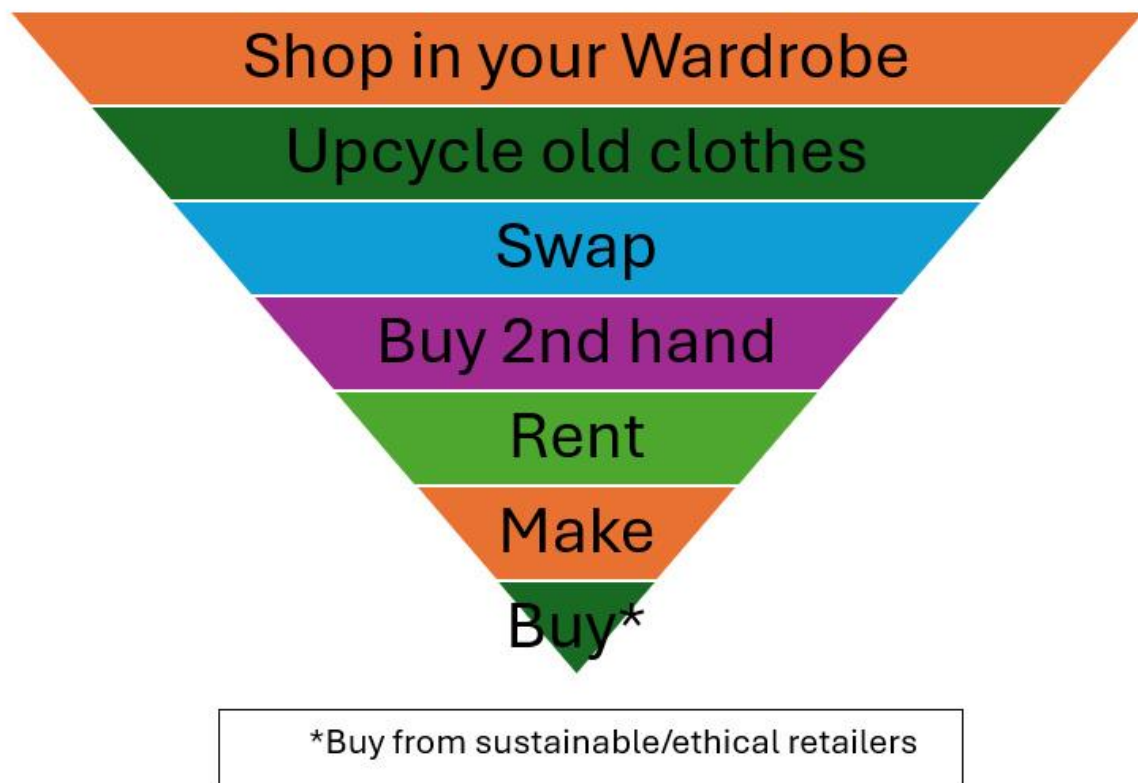 Shop in your Wardrobe
Upcycle old clothes
Swap
Buy 2nd hand
Rent
Make
Buy*
*Buy from sustainable/ethical retailers